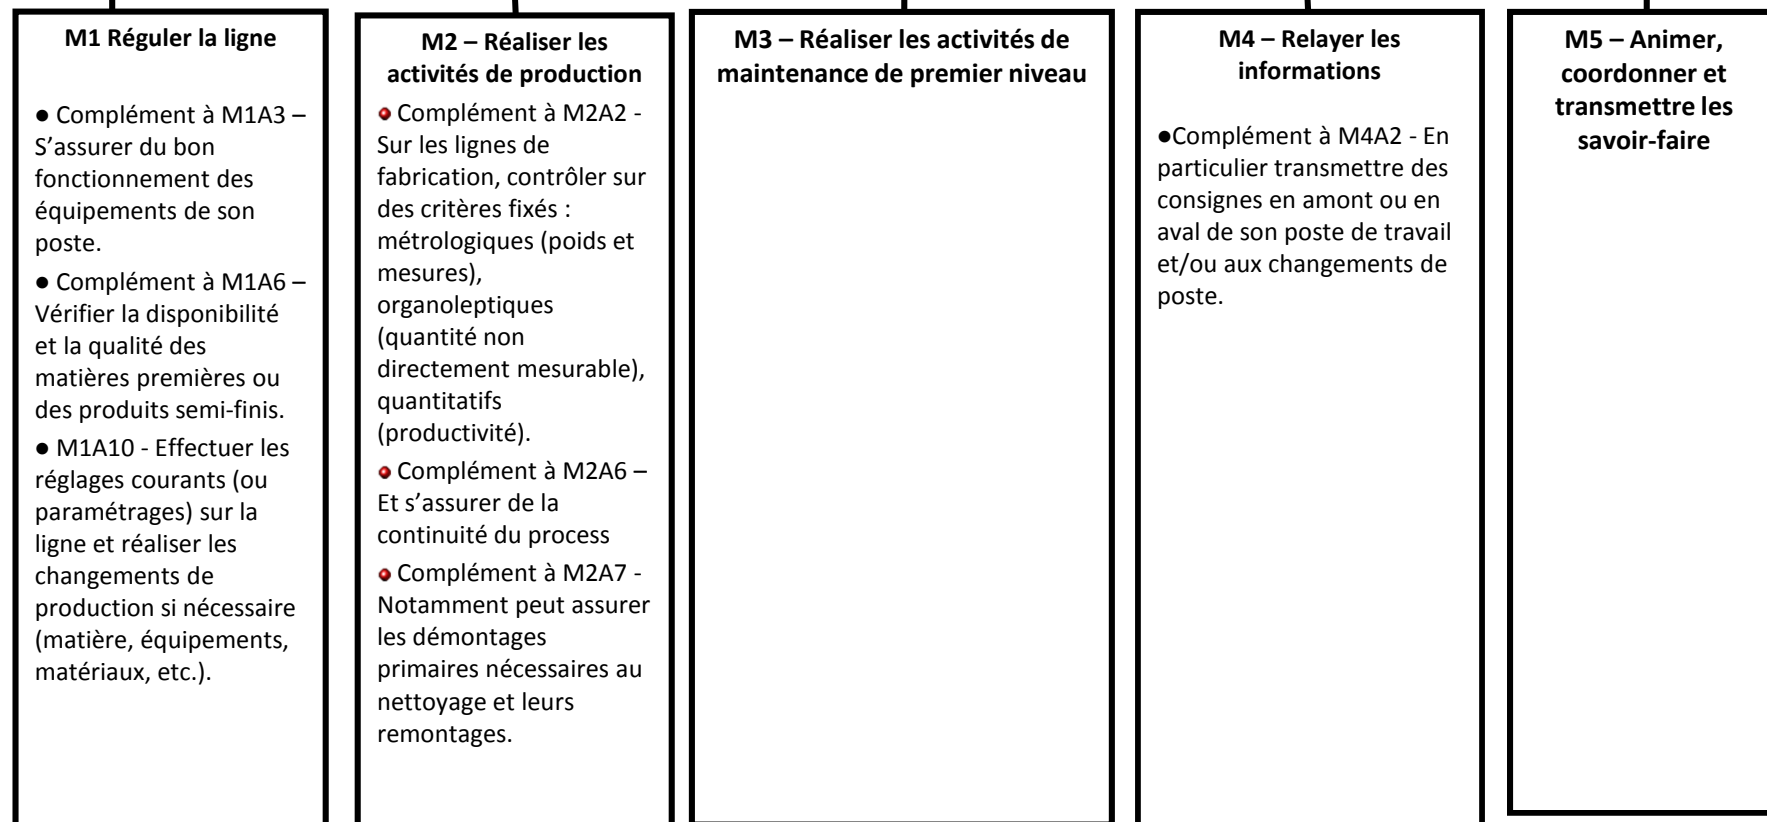 M1 Réguler la ligne
● Complément à M1A3 –
S’assurer du bon
fonctionnement des
équipements de son
poste.
● Complément à M1A6 –
Vérifier la disponibilité
et la qualité des
matières premières ou
des produits semi-finis.
● M1A10 - Effectuer les
réglages courants (ou
paramétrages) sur la
ligne et réaliser les
changements de
production si nécessaire
(matière, équipements,
matériaux, etc.).
M2 – Réaliser les
activités de production
● Complément à M2A2 -
Sur les lignes de
fabrication, contrôler sur
des critères fixés :
métrologiques (poids et
mesures),
organoleptiques
(quantité non
directement mesurable),
quantitatifs
(productivité).
● Complément à M2A6 –
Et s’assurer de la
continuité du process
● Complément à M2A7 -
Notamment peut assurer
les démontages
primaires nécessaires au
nettoyage et leurs
remontages.
M3 – Réaliser les activités de
maintenance de premier niveau
M4 – Relayer les
informations
●Complément à M4A2 - En
particulier transmettre des
consignes en amont ou en
aval de son poste de travail
et/ou aux changements de
poste.
M5 – Animer,
coordonner et
transmettre les
savoir-faire